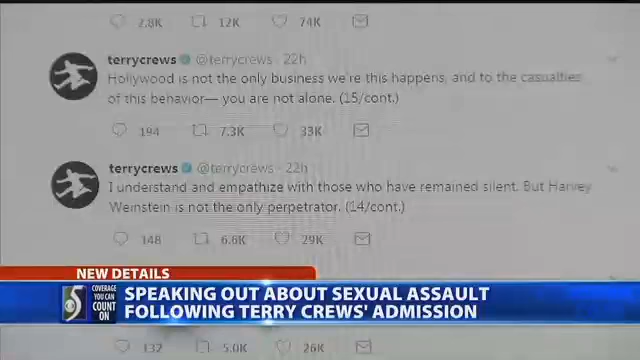 2.8K 12K 74K
terrycrews @terrycrews · 22h
Hollywood is not the only business we're this happens, and to the casualties
of this behavior— you are not alone. (15/cont.)
194 7.3K 33K
terrycrews @terrycrews · 22h
I understand and empathize with those who have remained silent. But Harvey
Weinstein is not the only perpetrator. (14/cont.)
148 6.6K 29K
NEW DETAILS
5
COVERAGE
YOU CAN
COUNT
ON
SPEAKING OUT ABOUT SEXUAL ASSAULT
FOLLOWING TERRY CREWS' ADMISSION
132 5.0K 26K